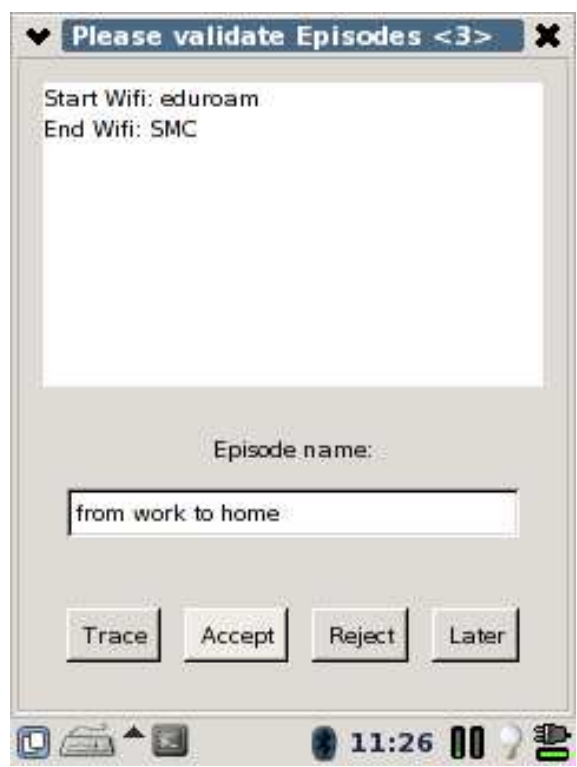 Please validate Episodes <3>
Start Wifi: eduroam
End Wifi: SMC
Episode name:
from work to home
Trace Accept Reject Later
11:26